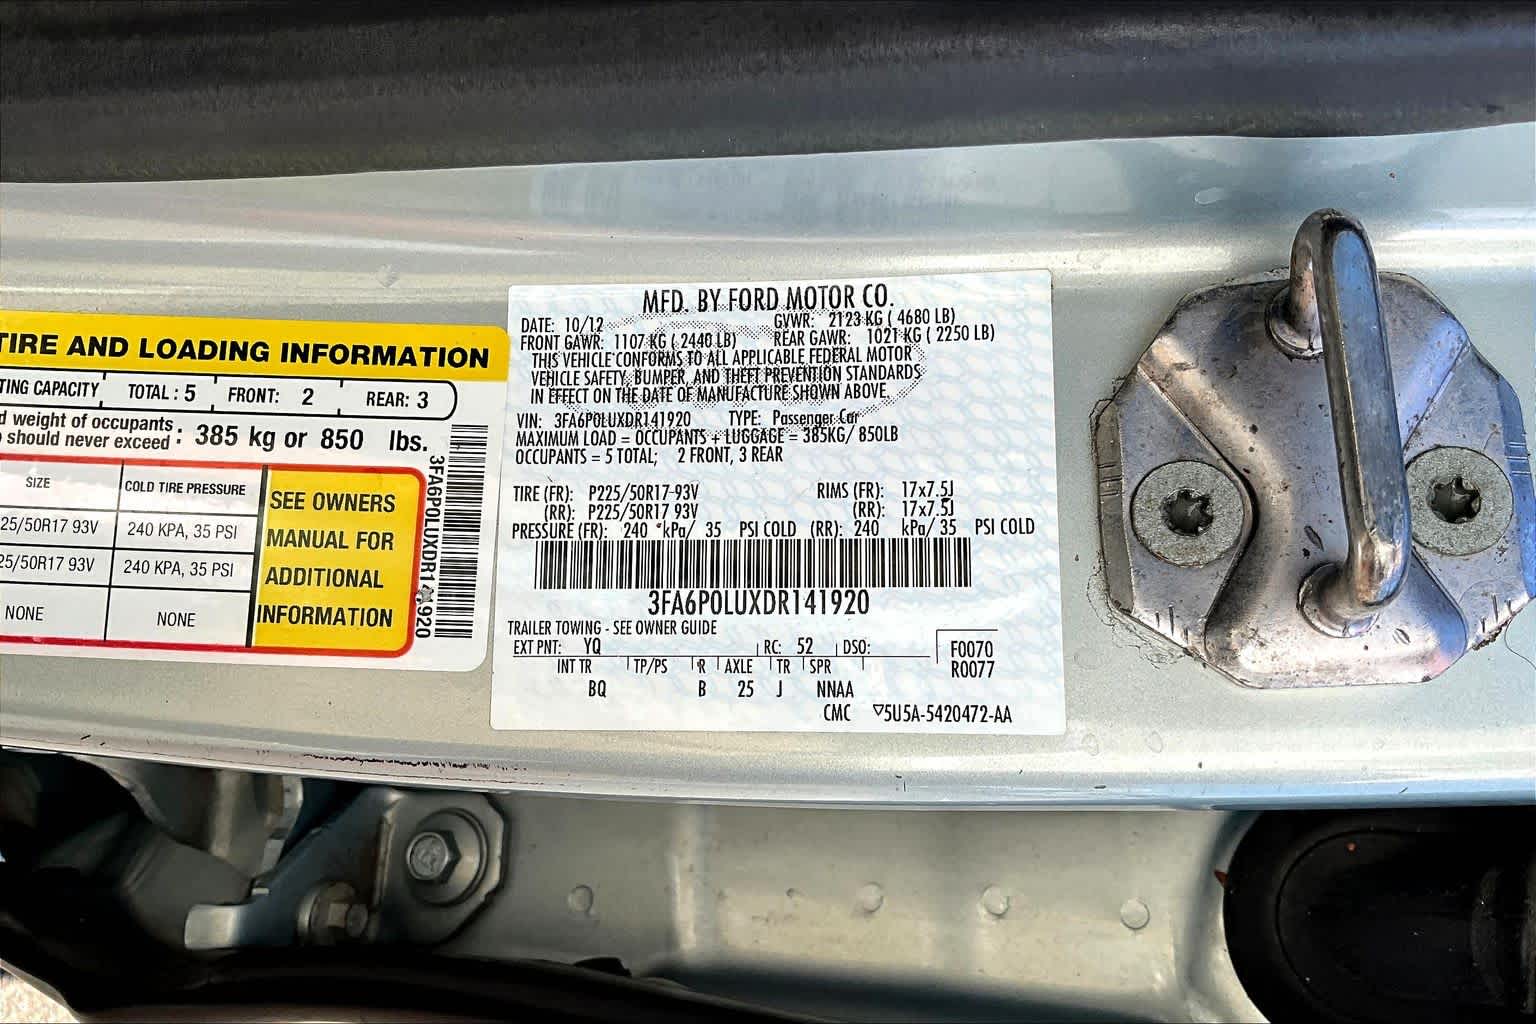 TIRE AND LOADING INFORMATION
TING CAPACITY TOTAL : 5 FRONT: 2 REAR: 3
d weight of occupants
o should never exceed : 385 kg or 850 lbs.
SIZE COLD TIRE PRESSURE
25/50R17 93V 240 KPA, 35 PSI
25/50R17 93V 240 KPA, 35 PSI
NONE NONE
SEE OWNERS
MANUAL FOR
ADDITIONAL
INFORMATION
3FA6P0LUXDR141920
MFD. BY FORD MOTOR CO.
DATE: 10/12 GVWR: 2123 KG ( 4680 LB)
FRONT GAWR: 1107 KG ( 2440 LB) REAR GAWR: 1021 KG ( 2250 LB)
THIS VEHICLE CONFORMS TO ALL APPLICABLE FEDERAL MOTOR
VEHICLE SAFETY, BUMPER, AND THEFT PREVENTION STANDARDS
IN EFFECT ON THE DATE OF MANUFACTURE SHOWN ABOVE.
VIN: 3FA6P0LUXDR141920 TYPE: Passenger Car
MAXIMUM LOAD = OCCUPANTS + LUGGAGE = 385KG/ 850LB
OCCUPANTS = 5 TOTAL; 2 FRONT, 3 REAR
TIRE (FR): P225/50R17-93V RIMS (FR): 17x7.5J
(RR): P225/50R17 93V (RR): 17x7.5J
PRESSURE (FR): 240 kPa/ 35 PSI COLD (RR): 240 kPa/ 35 PSI COLD
3FA6P0LUXDR141920
TRAILER TOWING - SEE OWNER GUIDE
EXT PNT: YQ RC: 52 DSO: F0070
INT TR TP/PS R AXLE TR SPR R0077
BQ B 25 J NNAA
CMC ▽5U5A-5420472-AA